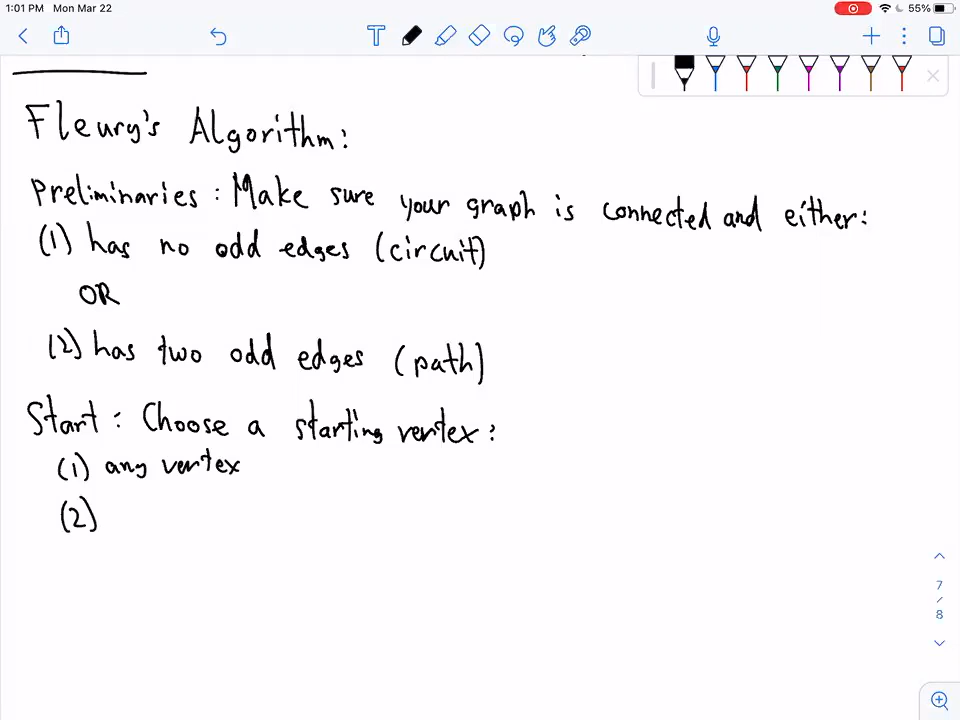 1:01 PM Mon Mar 22
55%
T
Fleury's Algorithm:
Preliminaries: Make sure your graph is connected and either:
(1) has no odd edges (circuit)
OR
(2) has two odd edges (path)
Start: Choose a starting vertex:
(1) any vertex
(2)
7
/
8